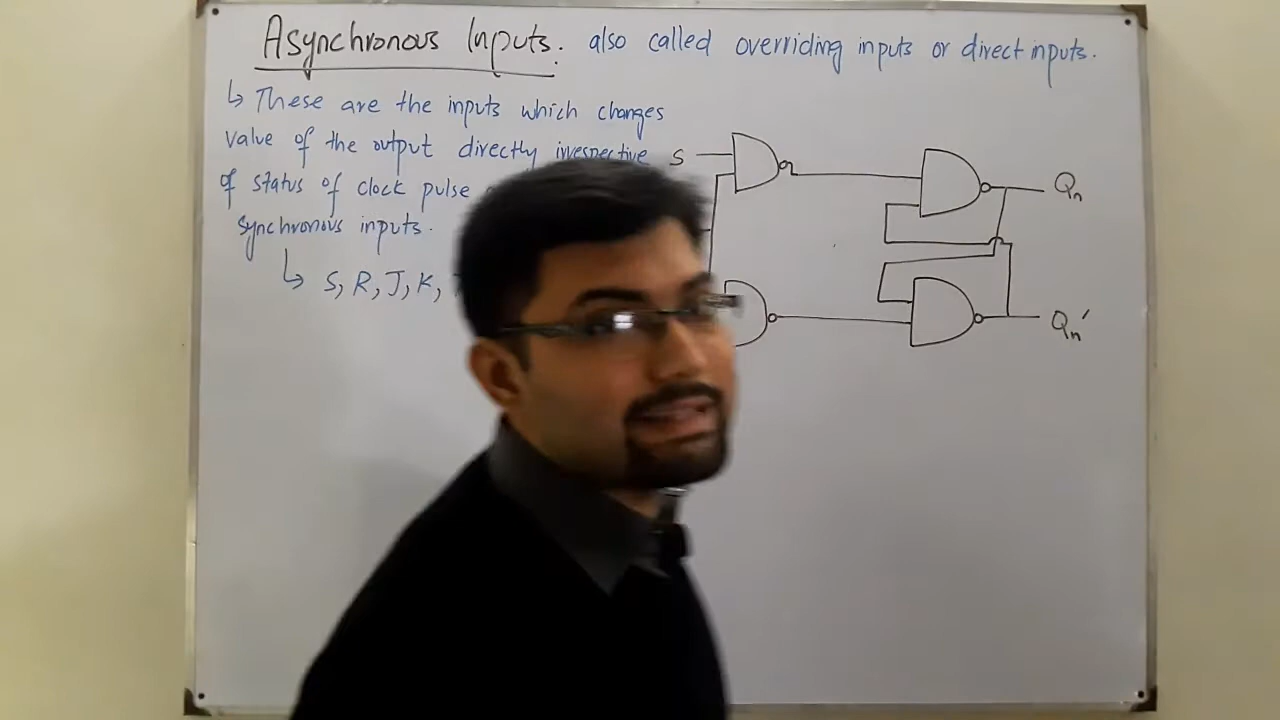 Asynchronous Inputs. also called overriding inputs or direct inputs.
↳ These are the inputs which changes
value of the output directly irrespective
of status of clock pulse
synchronous inputs.
↳ S, R, J, K,
S
Qn
Qn'